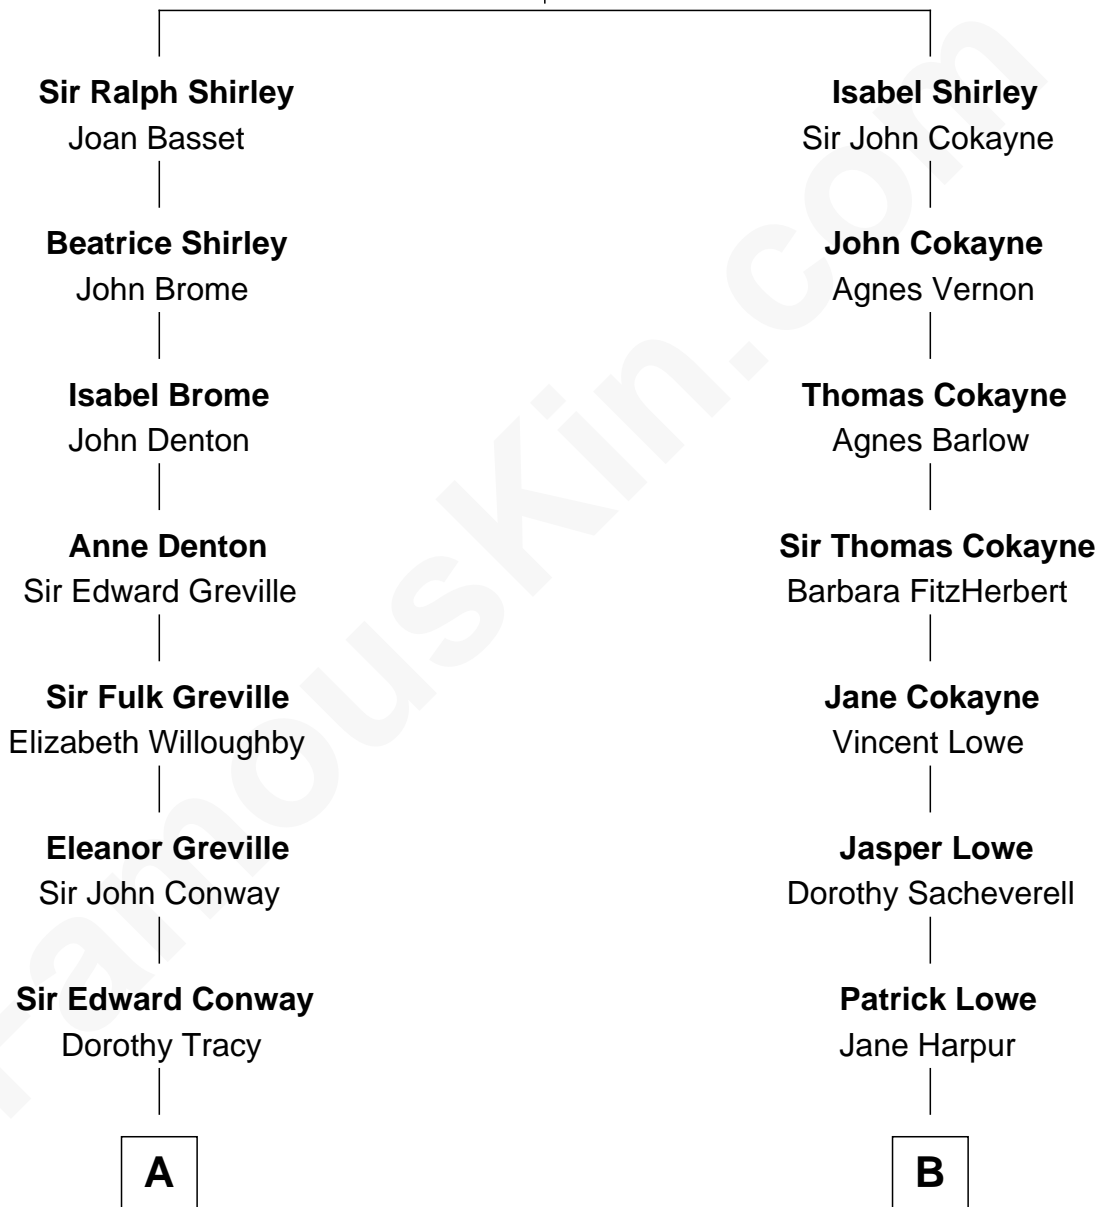 Sir Ralph Shirley
Joan Basset
Isabel Shirley
Sir John Cokayne
Beatrice Shirley
John Brome
John Cokayne
Agnes Vernon
Isabel Brome
John Denton
Thomas Cokayne
Agnes Barlow
Anne Denton
Sir Edward Greville
Sir Thomas Cokayne
Barbara FitzHerbert
Sir Fulk Greville
Elizabeth Willoughby
Jane Cokayne
Vincent Lowe
Eleanor Greville
Sir John Conway
Jasper Lowe
Dorothy Sacheverell
Sir Edward Conway
Dorothy Tracy
Patrick Lowe
Jane Harpur
A
B
FamousKin.com